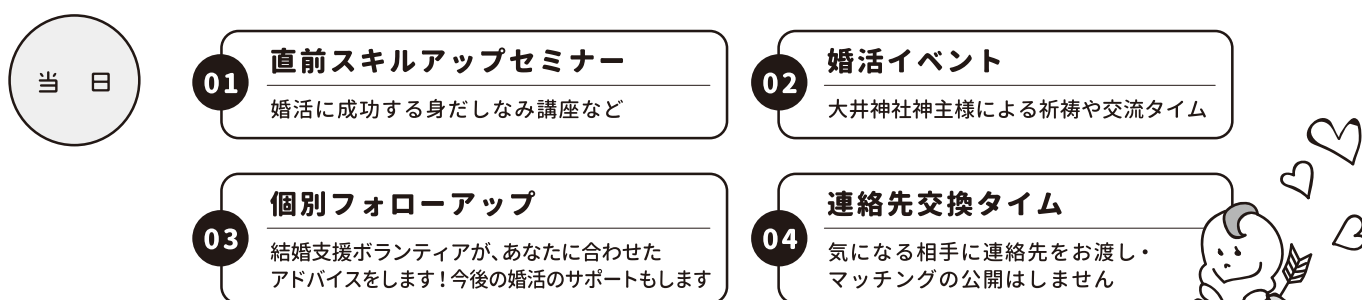 当 日
01
直前スキルアップセミナー
婚活に成功する身だしなみ講座など
02
婚活イベント
大井神社神主様による祈祷や交流タイム
03
個別フォローアップ
結婚支援ボランティアが、あなたに合わせた
アドバイスをします！今後の婚活のサポートもします
04
連絡先交換タイム
気になる相手に連絡先をお渡し・
マッチングの公開はしません